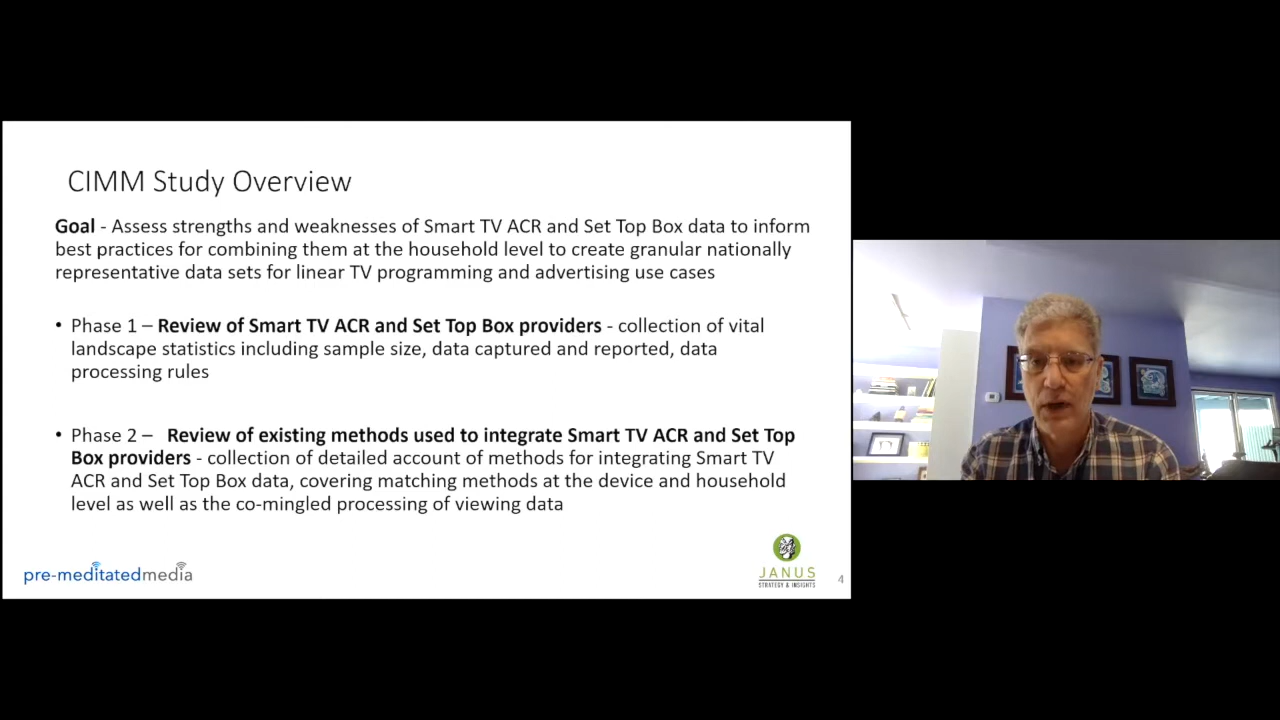 CIMM Study Overview
Goal - Assess strengths and weaknesses of Smart TV ACR and Set Top Box data to inform
best practices for combining them at the household level to create granular nationally
representative data sets for linear TV programming and advertising use cases
• Phase 1 – Review of Smart TV ACR and Set Top Box providers - collection of vital
landscape statistics including sample size, data captured and reported, data
processing rules
• Phase 2 – Review of existing methods used to integrate Smart TV ACR and Set Top
Box providers - collection of detailed account of methods for integrating Smart TV
ACR and Set Top Box data, covering matching methods at the device and household
level as well as the co-mingled processing of viewing data
pre-meditatedmedia
JANUS
STRATEGY & INSIGHTS
4